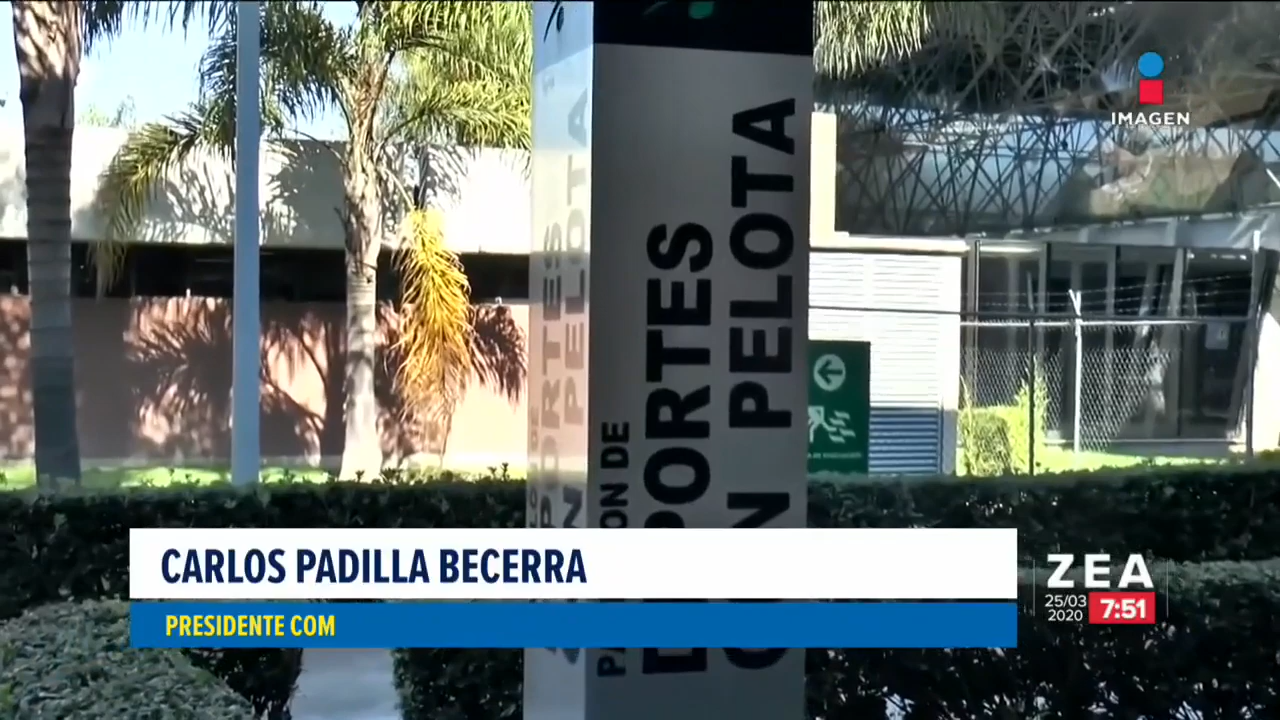 IMAGEN
DEPORTES
CON PELOTA
CARLOS PADILLA BECERRA
PRESIDENTE COM
ZEA
25/03
2020
7:51